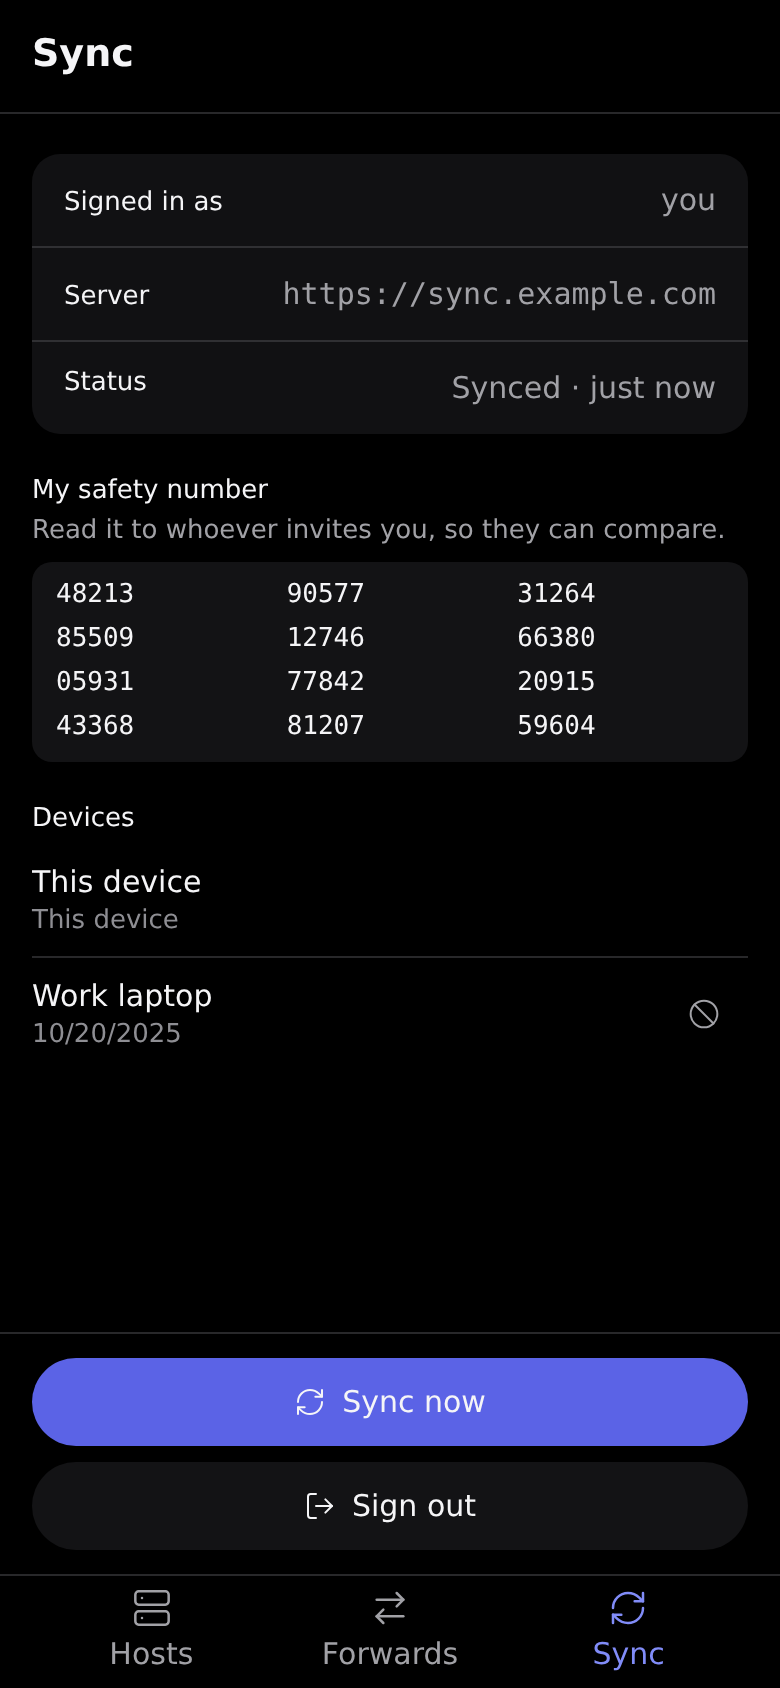 Sync
Signed in as you
Server https://sync.example.com
Status Synced · just now
My safety number
Read it to whoever invites you, so they can compare.
48213 90577 31264
85509 12746 66380
05931 77842 20915
43368 81207 59604
Devices
This device
This device
Work laptop
10/20/2025
Sync now
Sign out
Hosts Forwards Sync